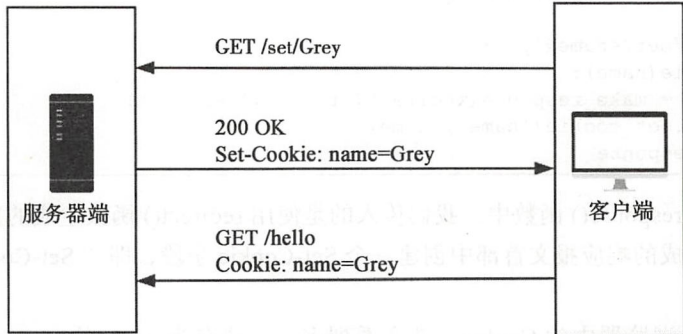 GET /set/Grey
200 OK
Set-Cookie: name=Grey
服务器端
客户端
GET /hello
Cookie: name=Grey